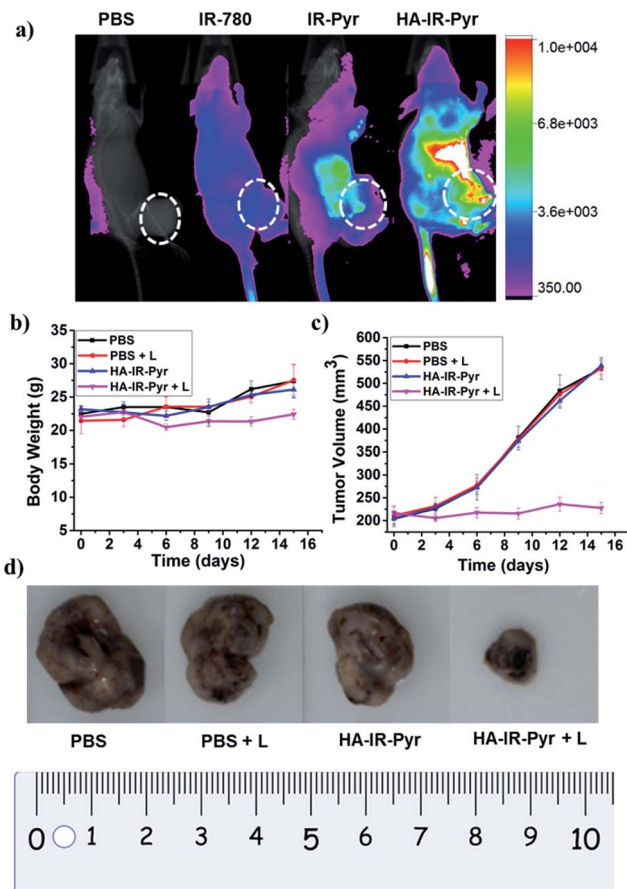 a)
PBS IR-780 IR-Pyr HA-IR-Pyr
1.0e+004
6.8e+003
3.6e+003
350.00
b)
Body Weight (g)
35
30
25
20
15
10
5
PBS
PBS + L
HA-IR-Pyr
HA-IR-Pyr + L
0 2 4 6 8 10 12 14 16
Time (days)
c)
Tumor Volume (mm3)
600
550
500
450
400
350
300
250
200
PBS
PBS + L
HA-IR-Pyr
HA-IR-Pyr + L
0 2 4 6 8 10 12 14 16
Time (days)
d)
PBS PBS + L HA-IR-Pyr HA-IR-Pyr + L
0 1 2 3 4 5 6 7 8 9 10